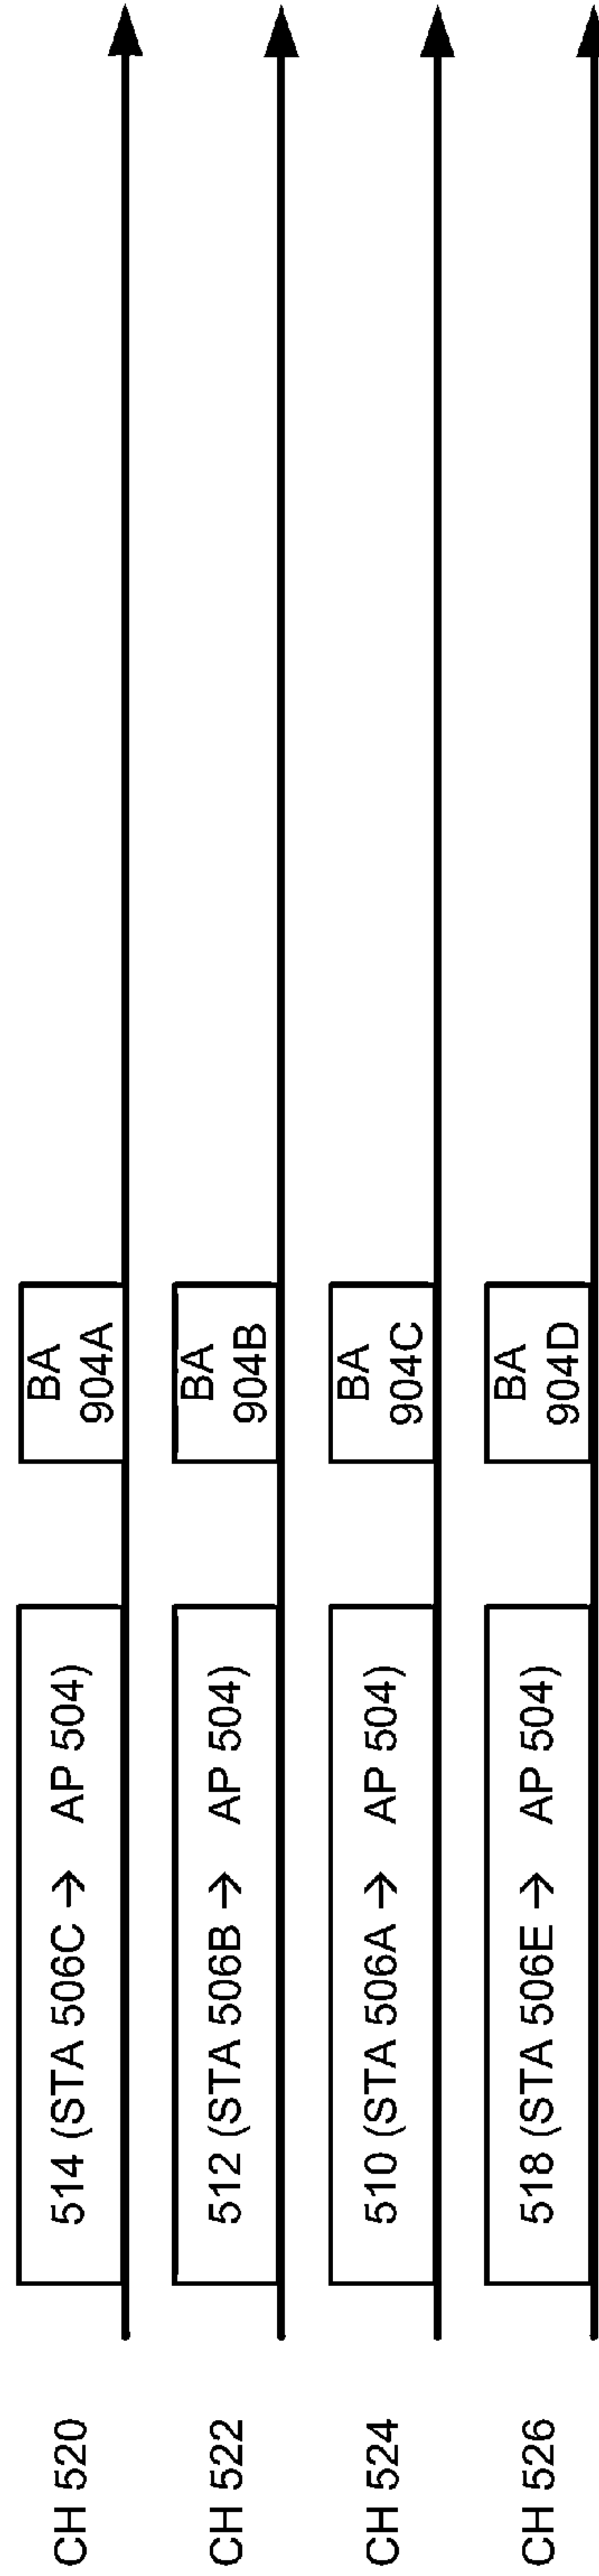 CH 520
514 (STA 506C → AP 504)
BA
904A
CH 522
512 (STA 506B → AP 504)
BA
904B
CH 524
510 (STA 506A → AP 504)
BA
904C
CH 526
518 (STA 506E → AP 504)
BA
904D